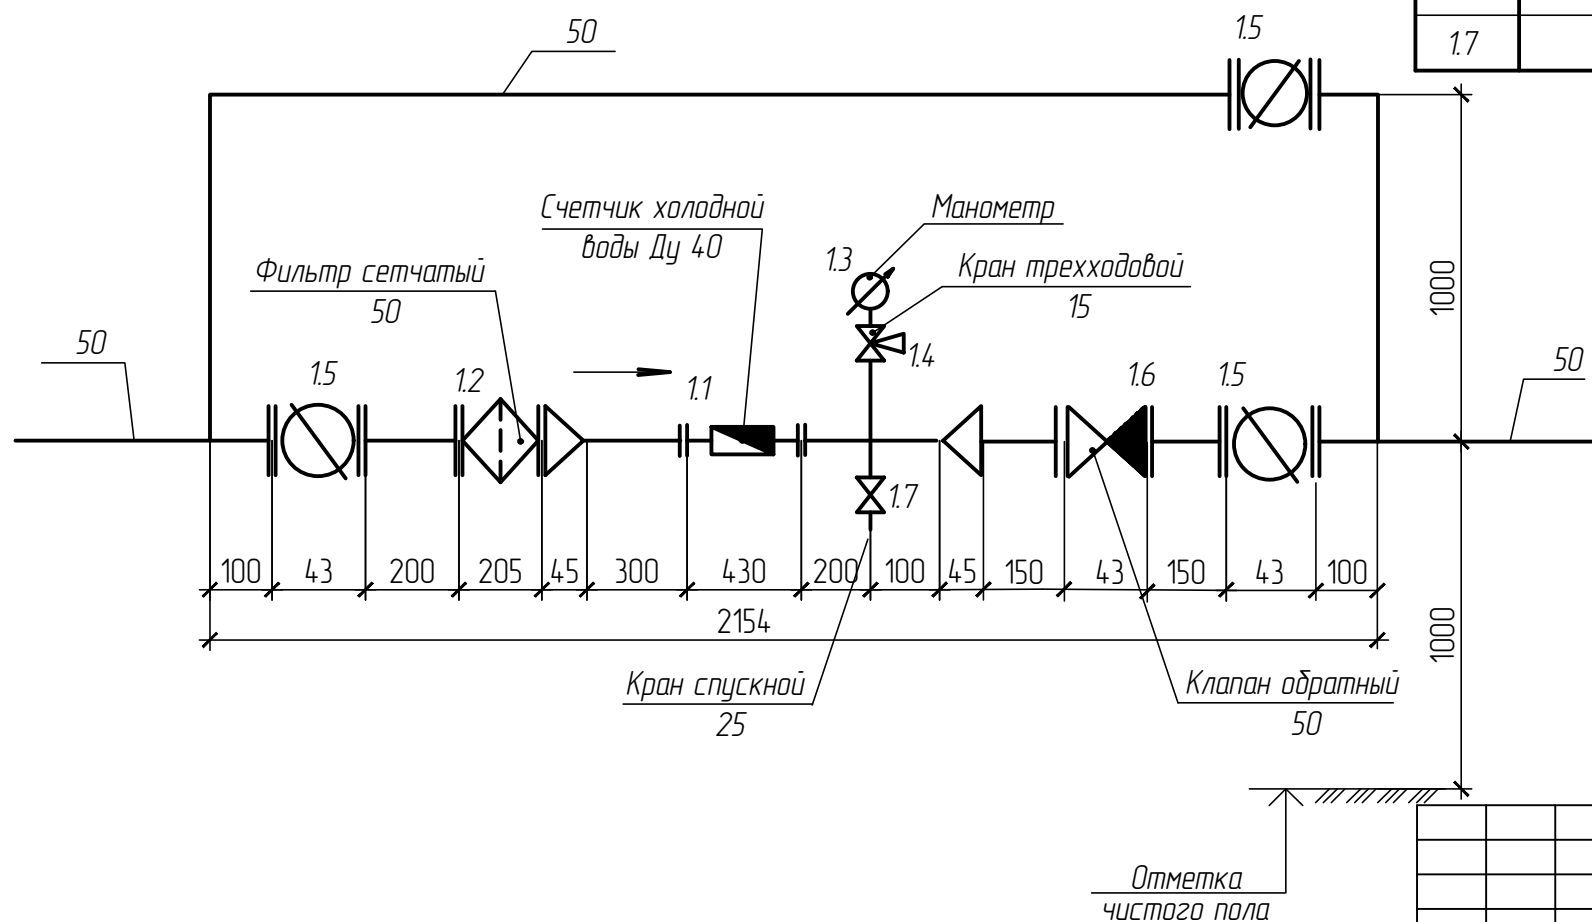 50
1.5
1.7
Счетчик холодной
воды Ду 40
Манометр
1.3
Кран трехходовой
15
Фильтр сетчатый
50
1000
50
1.5
1.2
1.1
1.4
1.6
1.5
50
1.7
100 43 200 205 45 300 430 200 100 45 150 43 150 43 100
2154
1000
Кран спускной
25
Клапан обратный
50
Отметка
чистого пола